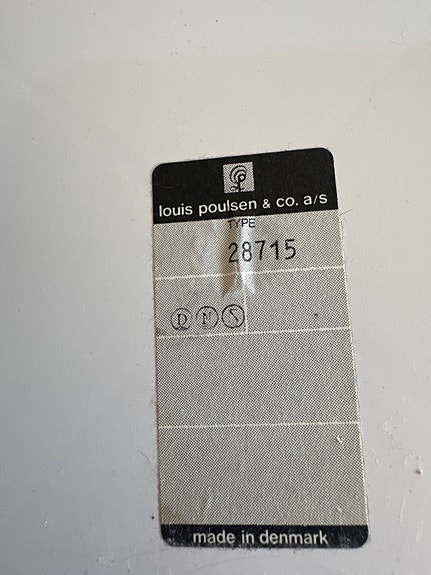 louis poulsen & co. a/s
TYPE
28715
D N S
made in denmark